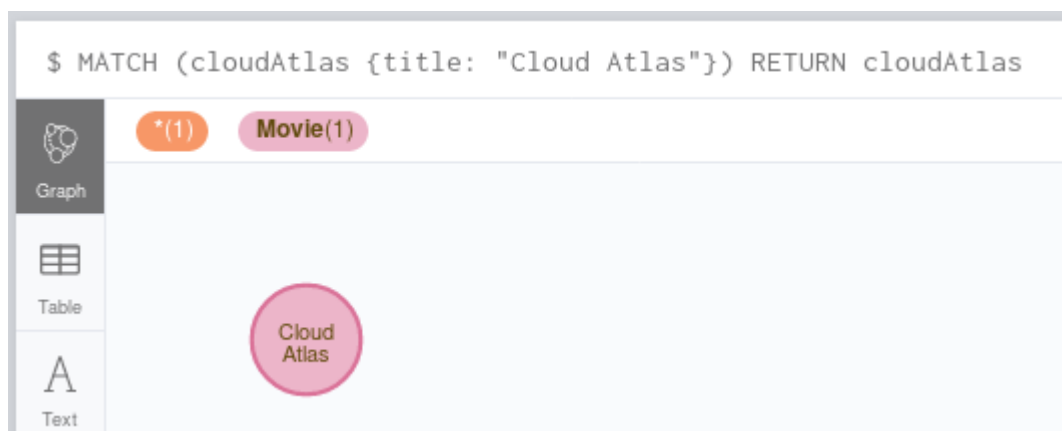 $ MATCH (cloudAtlas {title: "Cloud Atlas"}) RETURN cloudAtlas
*(1) Movie(1)
Graph
Table
Cloud
Atlas
A
Text